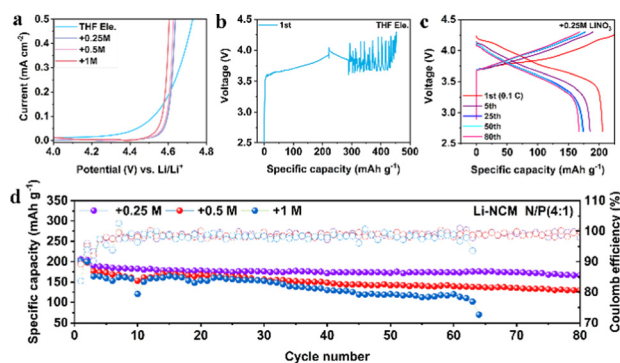 a
Current (mA cm⁻²)
0.5
0.4
0.3
0.2
0.1
0.0
THF Ele.
+0.25M
+0.5M
+1M
4.0 4.2 4.4 4.6 4.8
Potential (V) vs. Li/Li⁺
b
Voltage (V)
4.5
4.0
3.5
3.0
2.5
1st
THF Ele.
0 100 200 300 400 500
Specific capacity (mAh g⁻¹)
c
+0.25M LiNO₃
Voltage (V)
4.5
4.0
3.5
3.0
2.5
1st (0.1 C)
5th
25th
50th
80th
0 50 100 150 200
Specific capacity (mAh g⁻¹)
d
Specific capacity (mAh g⁻¹)
350
300
250
200
150
100
50
+0.25 M +0.5 M +1 M
Li-NCM N/P(4:1)
110
100
90
80
70
Coulomb efficiency (%)
0 10 20 30 40 50 60 70 80
Cycle number